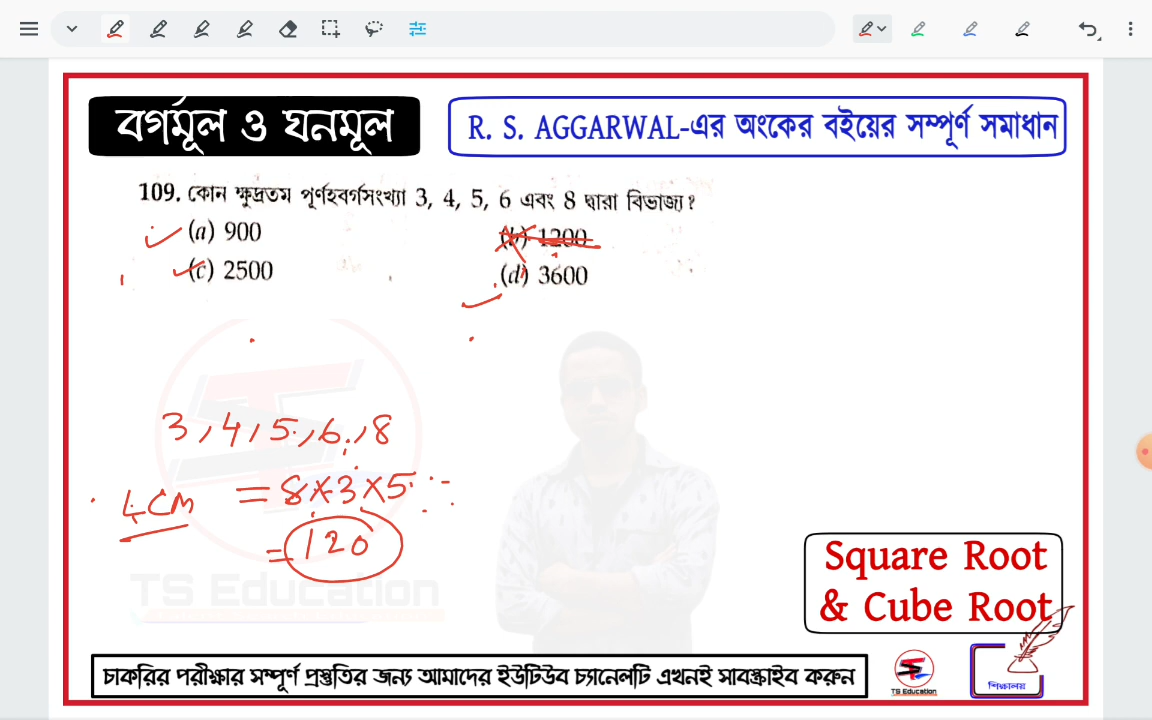 বর্গমূল ও ঘনমূল
R. S. AGGARWAL-এর অংকের বইয়ের সম্পূর্ণ সমাধান
109. কোন ক্ষুদ্রতম পূর্ণবর্গসংখ্যা 3, 4, 5, 6 এবং 8 দ্বারা বিভাজ্য?
(a) 900
(b) 1200
(c) 2500
(d) 3600
3, 4, 5, 6, 8
LCM = 8×3×5
= 120
TS Education
Square Root
& Cube Root
চাকরির পরীক্ষার সম্পূর্ণ প্রস্তুতির জন্য আমাদের ইউটিউব চ্যানেলটি এখনই সাবস্ক্রাইব করুন
TS Education
শিক্ষালয়